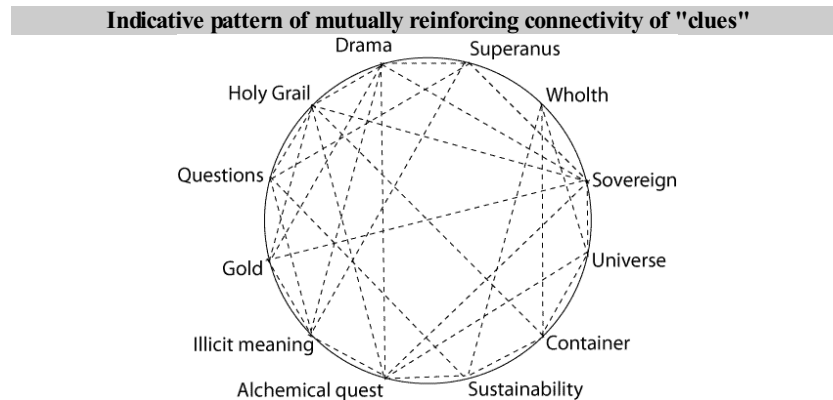 Indicative pattern of mutually reinforcing connectivity of "clues"
Drama
Superanus
Holy Grail
Wholth
Questions
Sovereign
Gold
Universe
Illicit meaning
Container
Alchemical quest
Sustainability